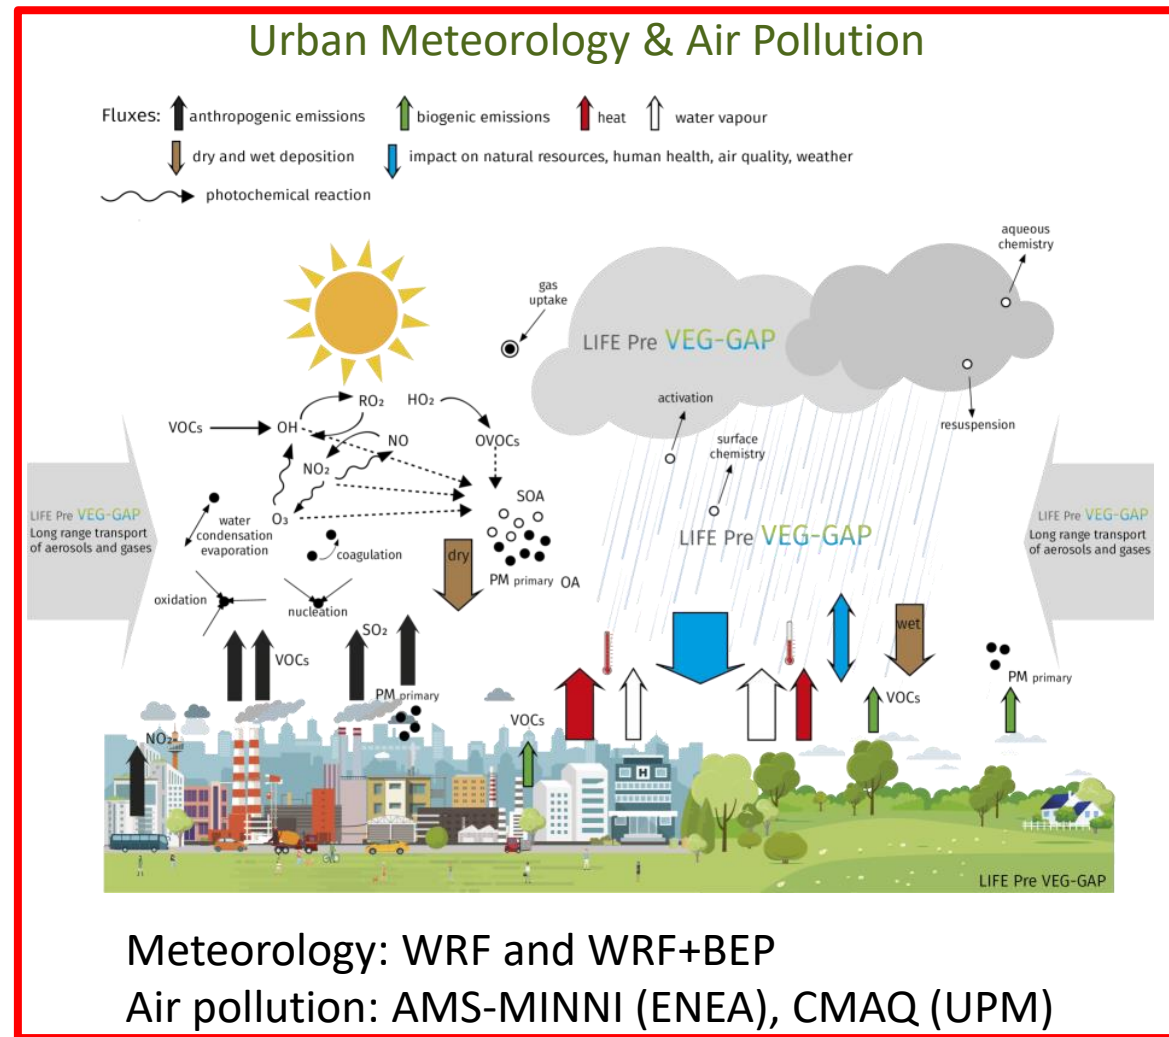 Urban Meteorology & Air Pollution
Fluxes: anthropogenic emissions biogenic emissions heat water vapour
dry and wet deposition impact on natural resources, human health, air quality, weather
photochemical reaction
aqueous
chemistry
gas
uptake
LIFE Pre VEG-GAP
RO₂ HO₂
activation
VOCs OH
resuspension
NO OVOCs
surface
chemistry
NO₂
SOA
LIFE Pre VEG-GAP
Long range transport
of aerosols and gases
O₃
water
condensation
evaporation
coagulation
dry
LIFE Pre VEG-GAP
LIFE Pre VEG-GAP
Long range transport
of aerosols and gases
PM primary OA
oxidation
nucleation
SO₂
wet
VOCs
PM primary
PM primary
VOCs
VOCs
NO₂
H
LIFE Pre VEG-GAP
Meteorology: WRF and WRF+BEP
Air pollution: AMS-MINNI (ENEA), CMAQ (UPM)